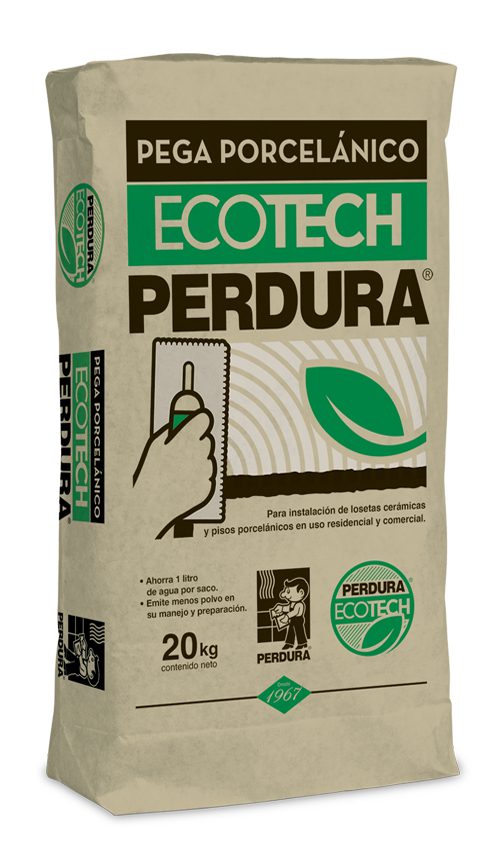 PEGA PORCELÁNICO
ECOTECH
PERDURA®
Para instalación de losetas cerámicas
y pisos porcelánicos en uso residencial y comercial.
• Ahorra 1 litro
de agua por saco.
• Emite menos polvo en
su manejo y preparación.
20kg
contenido neto
PERDURA®
PERDURA®
ECOTECH
Desde
1967
PERDURA
ECOTECH
PEGA PORCELÁNICO
ECOTECH
PERDURA®
PERDURA®